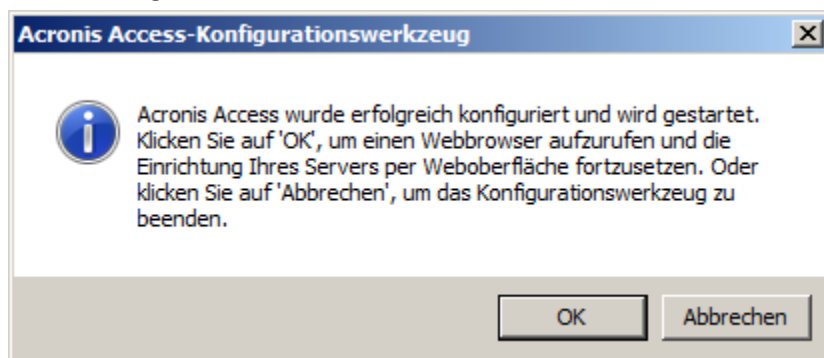 Acronis Access-Konfigurationswerkzeug
Acronis Access wurde erfolgreich konfiguriert und wird gestartet.
Klicken Sie auf 'OK', um einen Webbrowser aufzurufen und die
Einrichtung Ihres Servers per Weboberfläche fortzusetzen. Oder
klicken Sie auf 'Abbrechen', um das Konfigurationswerkzeug zu
beenden.
OK
Abbrechen